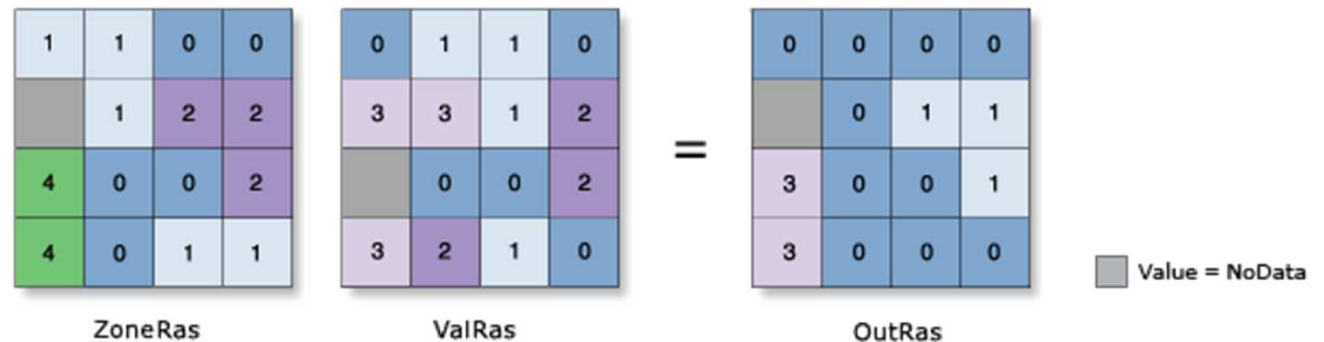 1 1 0 0 0 1 1 0 0 0 0 0
1 2 2 3 3 1 2 = 0 1 1
4 0 0 2 0 0 2 3 0 0 1
4 0 1 1 3 2 1 0 3 0 0 0
Value = NoData
ZoneRas ValRas OutRas